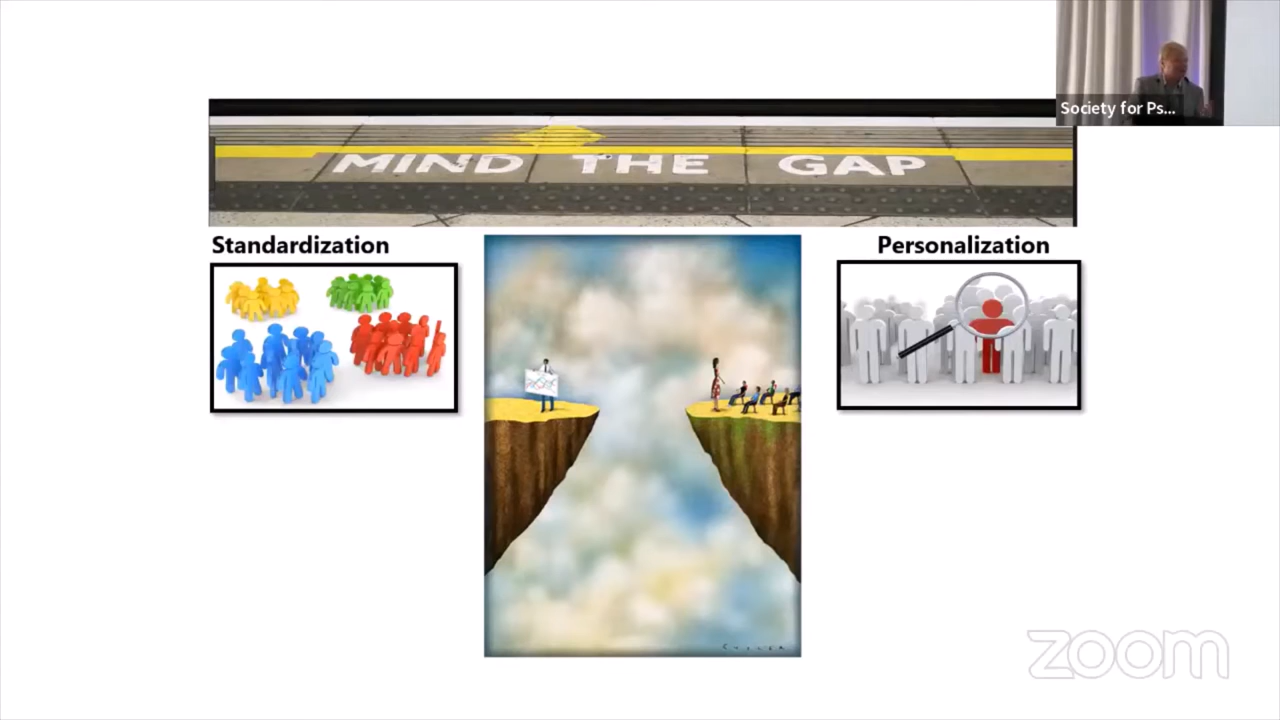 Society for Ps...
MIND THE GAP
Standardization
Personalization
zoom